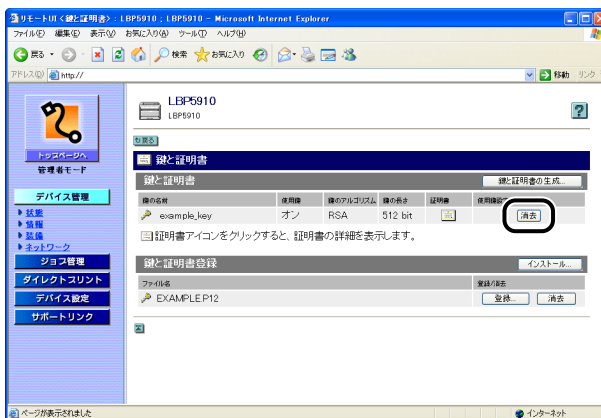 リモートUI <鍵と証明書> : LBP5910 ; LBP5910 - Microsoft Internet Explorer
ファイル(F) 編集(E) 表示(V) お気に入り(A) ツール(T) ヘルプ(H)
戻る 検索 お気に入り
アドレス(D) http:// 移動 リンク
LBP5910
LBP5910
トップページへ
管理者モード
デバイス管理
状態
情報
装備
ネットワーク
ジョブ管理
ダイレクトプリント
デバイス設定
サポートリンク
戻る
鍵と証明書
鍵と証明書 鍵と証明書の生成...
鍵の名前 使用鍵 鍵のアルゴリズム 鍵の長さ 証明書 使用鍵設定
example_key オン RSA 512 bit 消去
証明書アイコンをクリックすると、証明書の詳細を表示します。
鍵と証明書登録 インストール...
ファイル名 登録/消去
EXAMPLE.P12 登録... 消去
ページが表示されました インターネット